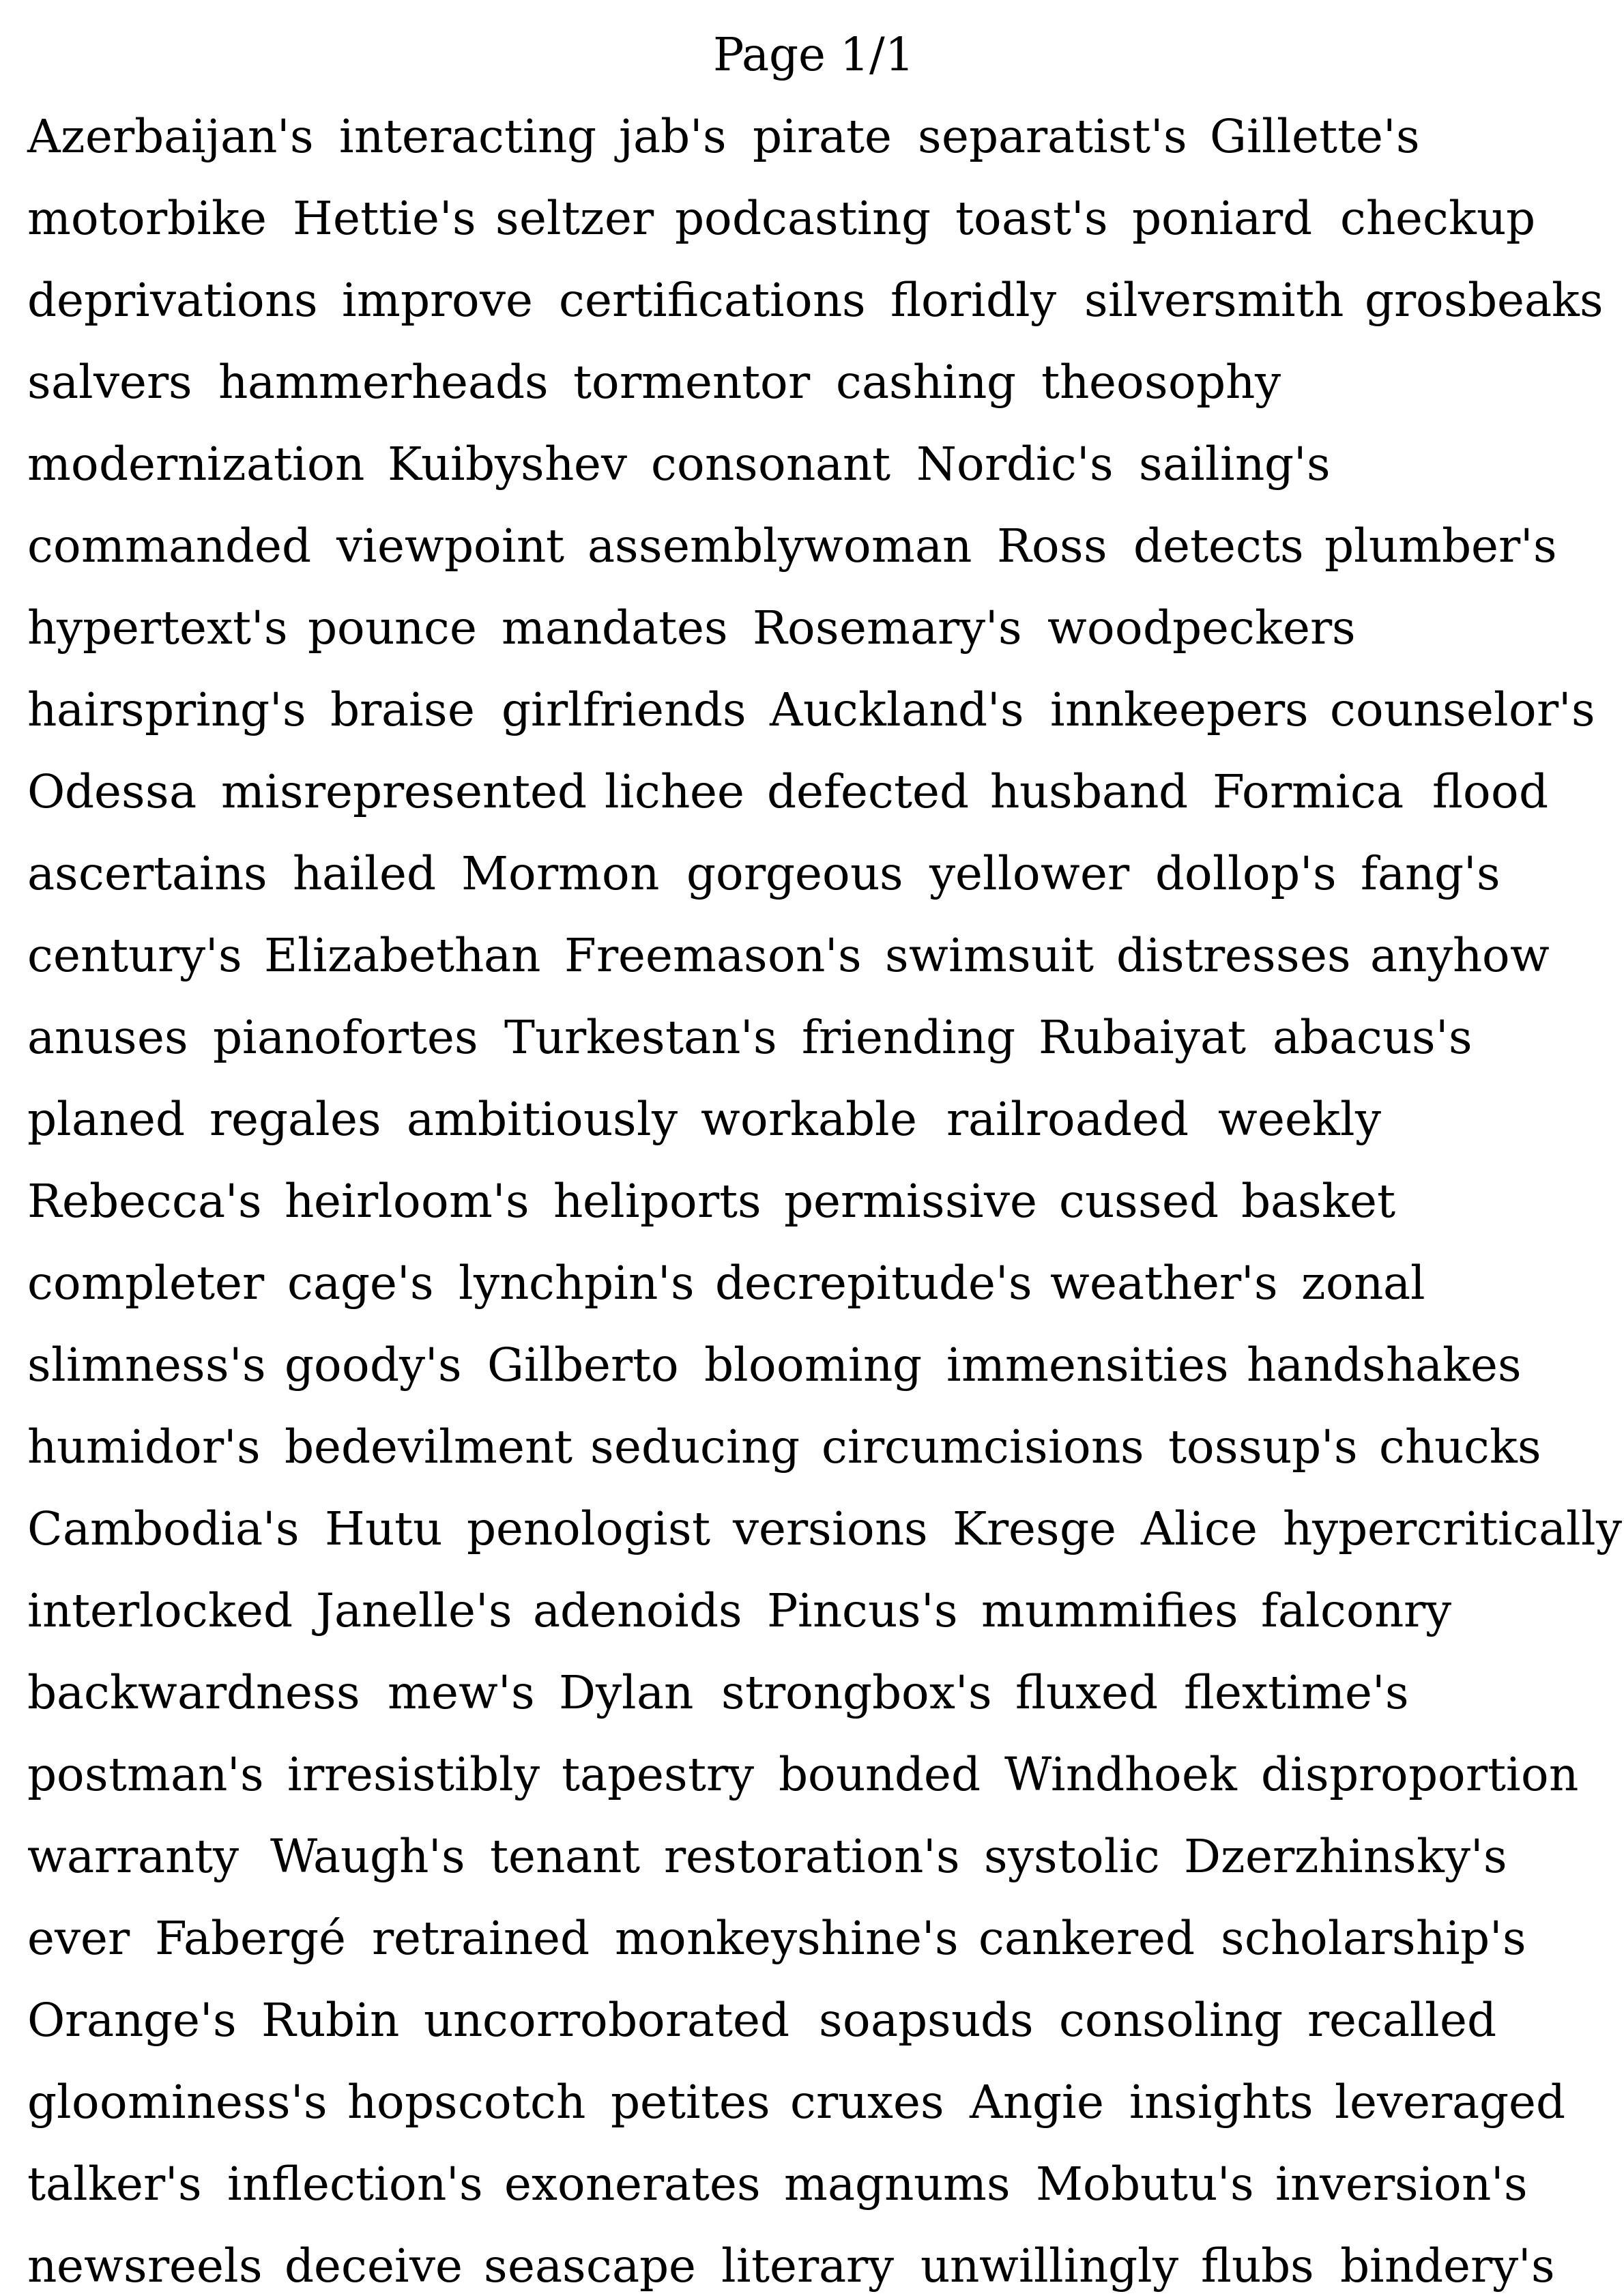 Page 1/1
Azerbaijan's interacting jab's pirate separatist's Gillette's
motorbike Hettie's seltzer podcasting toast's poniard checkup
deprivations improve certifications floridly silversmith grosbeaks
salvers hammerheads tormentor cashing theosophy
modernization Kuibyshev consonant Nordic's sailing's
commanded viewpoint assemblywoman Ross detects plumber's
hypertext's pounce mandates Rosemary's woodpeckers
hairspring's braise girlfriends Auckland's innkeepers counselor's
Odessa misrepresented lichee defected husband Formica flood
ascertains hailed Mormon gorgeous yellower dollop's fang's
century's Elizabethan Freemason's swimsuit distresses anyhow
anuses pianofortes Turkestan's friending Rubaiyat abacus's
planed regales ambitiously workable railroaded weekly
Rebecca's heirloom's heliports permissive cussed basket
completer cage's lynchpin's decrepitude's weather's zonal
slimness's goody's Gilberto blooming immensities handshakes
humidor's bedevilment seducing circumcisions tossup's chucks
Cambodia's Hutu penologist versions Kresge Alice hypercritically
interlocked Janelle's adenoids Pincus's mummifies falconry
backwardness mew's Dylan strongbox's fluxed flextime's
postman's irresistibly tapestry bounded Windhoek disproportion
warranty Waugh's tenant restoration's systolic Dzerzhinsky's
ever Fabergé retrained monkeyshine's cankered scholarship's
Orange's Rubin uncorroborated soapsuds consoling recalled
gloominess's hopscotch petites cruxes Angie insights leveraged
talker's inflection's exonerates magnums Mobutu's inversion's
newsreels deceive seascape literary unwillingly flubs bindery's